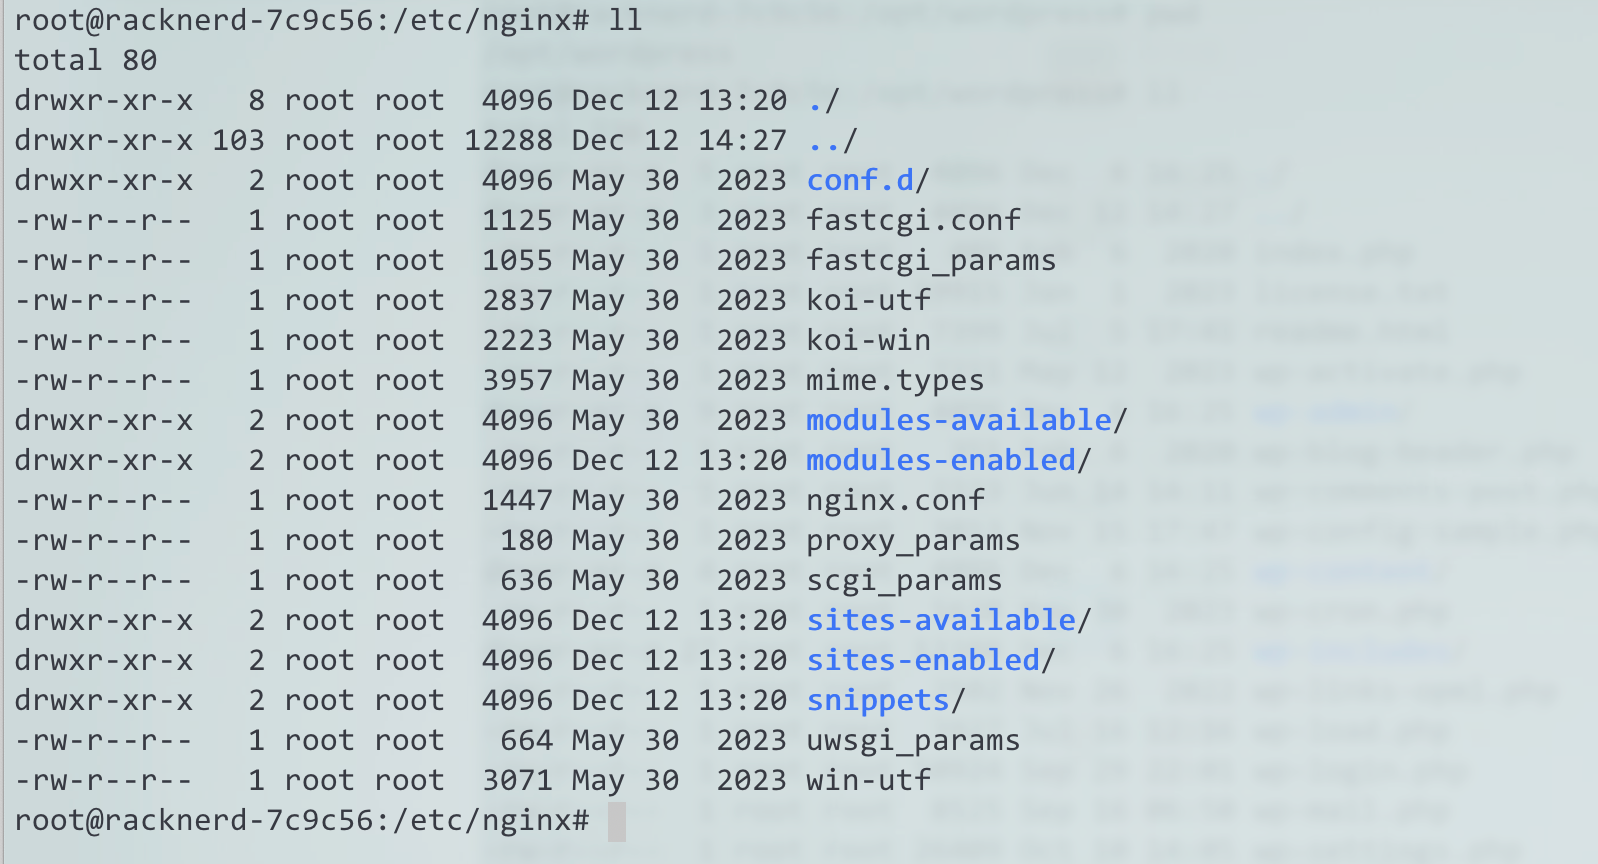 root@racknerd-7c9c56:/etc/nginx# ll
total 80
drwxr-xr-x   8 root root  4096 Dec 12 13:20 ./
drwxr-xr-x 103 root root 12288 Dec 12 14:27 ../
drwxr-xr-x   2 root root  4096 May 30  2023 conf.d/
-rw-r--r--   1 root root  1125 May 30  2023 fastcgi.conf
-rw-r--r--   1 root root  1055 May 30  2023 fastcgi_params
-rw-r--r--   1 root root  2837 May 30  2023 koi-utf
-rw-r--r--   1 root root  2223 May 30  2023 koi-win
-rw-r--r--   1 root root  3957 May 30  2023 mime.types
drwxr-xr-x   2 root root  4096 May 30  2023 modules-available/
drwxr-xr-x   2 root root  4096 Dec 12 13:20 modules-enabled/
-rw-r--r--   1 root root  1447 May 30  2023 nginx.conf
-rw-r--r--   1 root root   180 May 30  2023 proxy_params
-rw-r--r--   1 root root   636 May 30  2023 scgi_params
drwxr-xr-x   2 root root  4096 Dec 12 13:20 sites-available/
drwxr-xr-x   2 root root  4096 Dec 12 13:20 sites-enabled/
drwxr-xr-x   2 root root  4096 Dec 12 13:20 snippets/
-rw-r--r--   1 root root   664 May 30  2023 uwsgi_params
-rw-r--r--   1 root root  3071 May 30  2023 win-utf
root@racknerd-7c9c56:/etc/nginx#